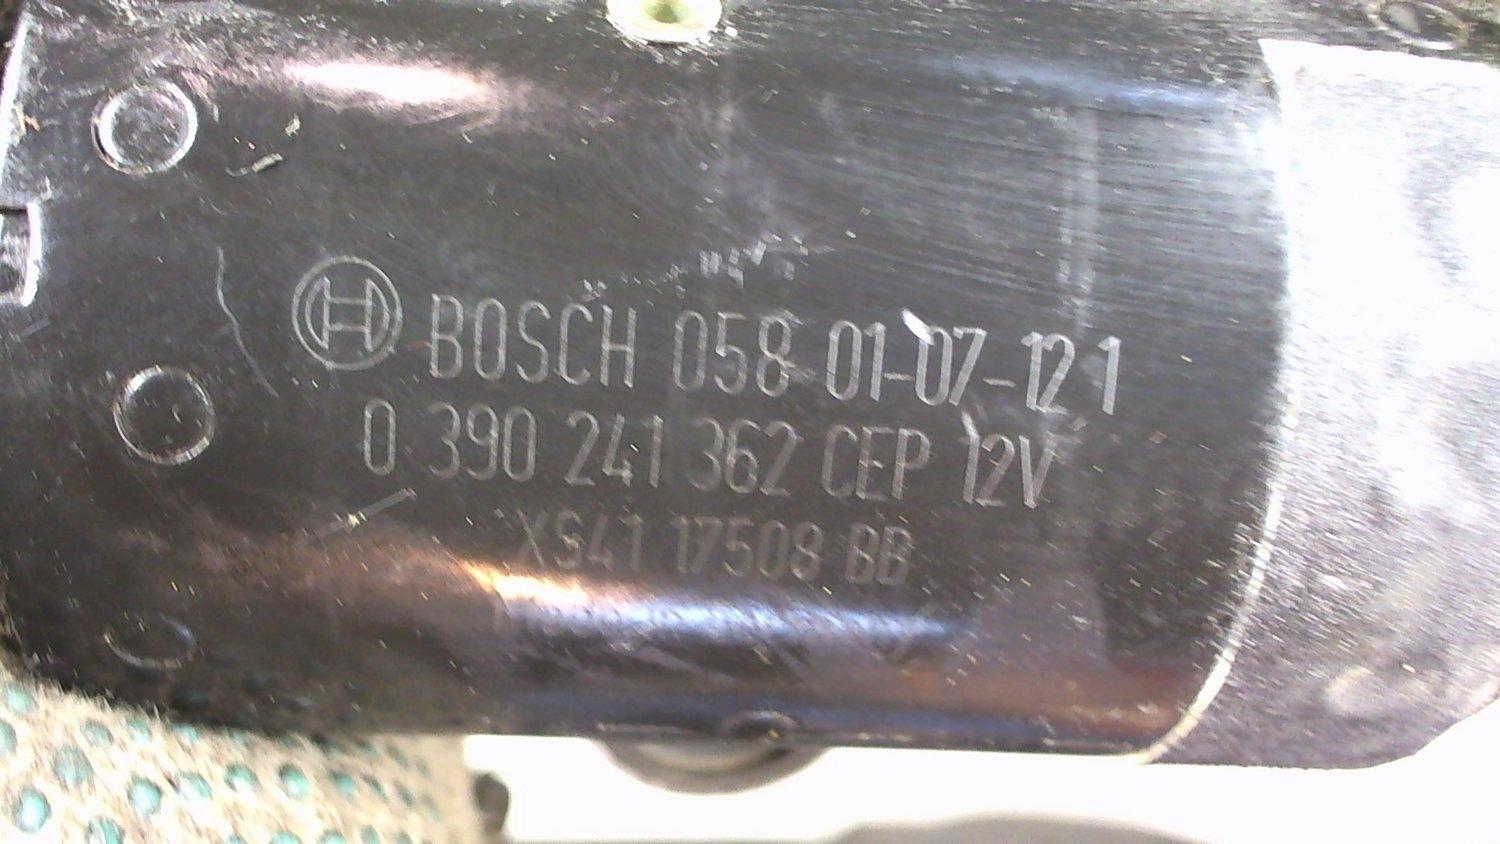 BOSCH 058 01-07-12 1
0 390 241 362 CEP 12V
XS41 17508 BB